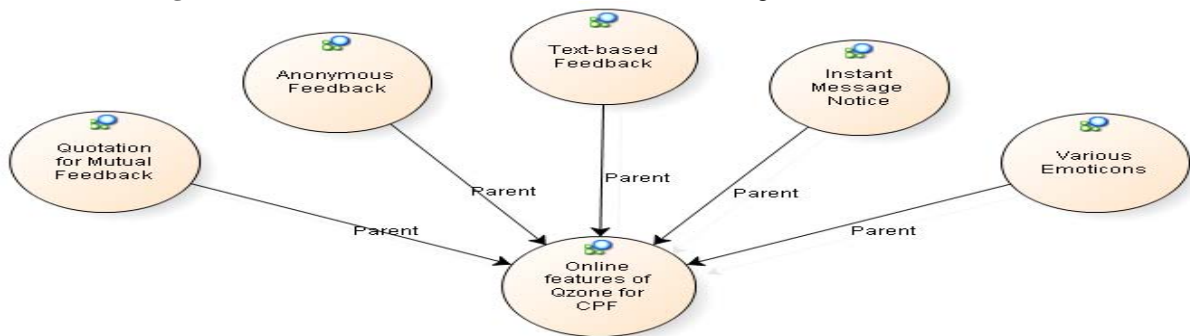 Text-based
Feedback
Anonymous
Feedback
Instant
Message
Notice
Quotation
for Mutual
Feedback
Various
Emoticons
Parent
Parent
Parent
Parent
Parent
Online
features of
Qzone for
CPF